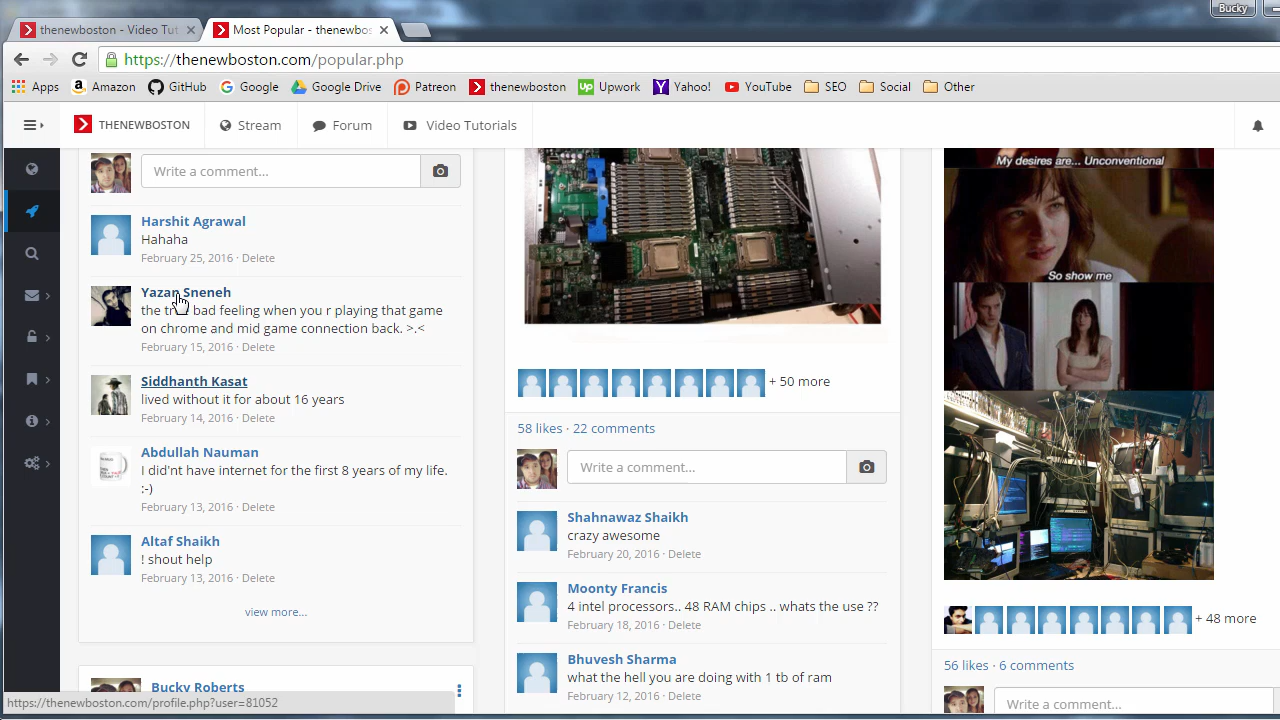 Bucky
thenewboston - Video Tut
Most Popular - thenewbos
https://thenewboston.com/popular.php
Apps
Amazon
GitHub
Google
Google Drive
Patreon
thenewboston
Upwork
Yahoo!
YouTube
SEO
Social
Other
THENEWBOSTON
Stream
Forum
Video Tutorials
Write a comment...
Harshit Agrawal
Hahaha
February 25, 2016 · Delete
Yazan Sneneh
the bad feeling when you r playing that game
on chrome and mid game connection back. >.<
February 15, 2016 · Delete
Siddhanth Kasat
lived without it for about 16 years
February 14, 2016 · Delete
Abdullah Nauman
I did'nt have internet for the first 8 years of my life.
:-)
February 13, 2016 · Delete
Altaf Shaikh
! shout help
February 13, 2016 · Delete
view more...
Bucky Roberts
https://thenewboston.com/profile.php?user=81052
+ 50 more
58 likes · 22 comments
Write a comment...
Shahnawaz Shaikh
crazy awesome
February 20, 2016 · Delete
Moonty Francis
4 intel processors.. 48 RAM chips .. whats the use ??
February 18, 2016 · Delete
Bhuvesh Sharma
what the hell you are doing with 1 tb of ram
February 12, 2016 · Delete
My desires are... Unconventional
So show me
+ 48 more
56 likes · 6 comments
Write a comment...